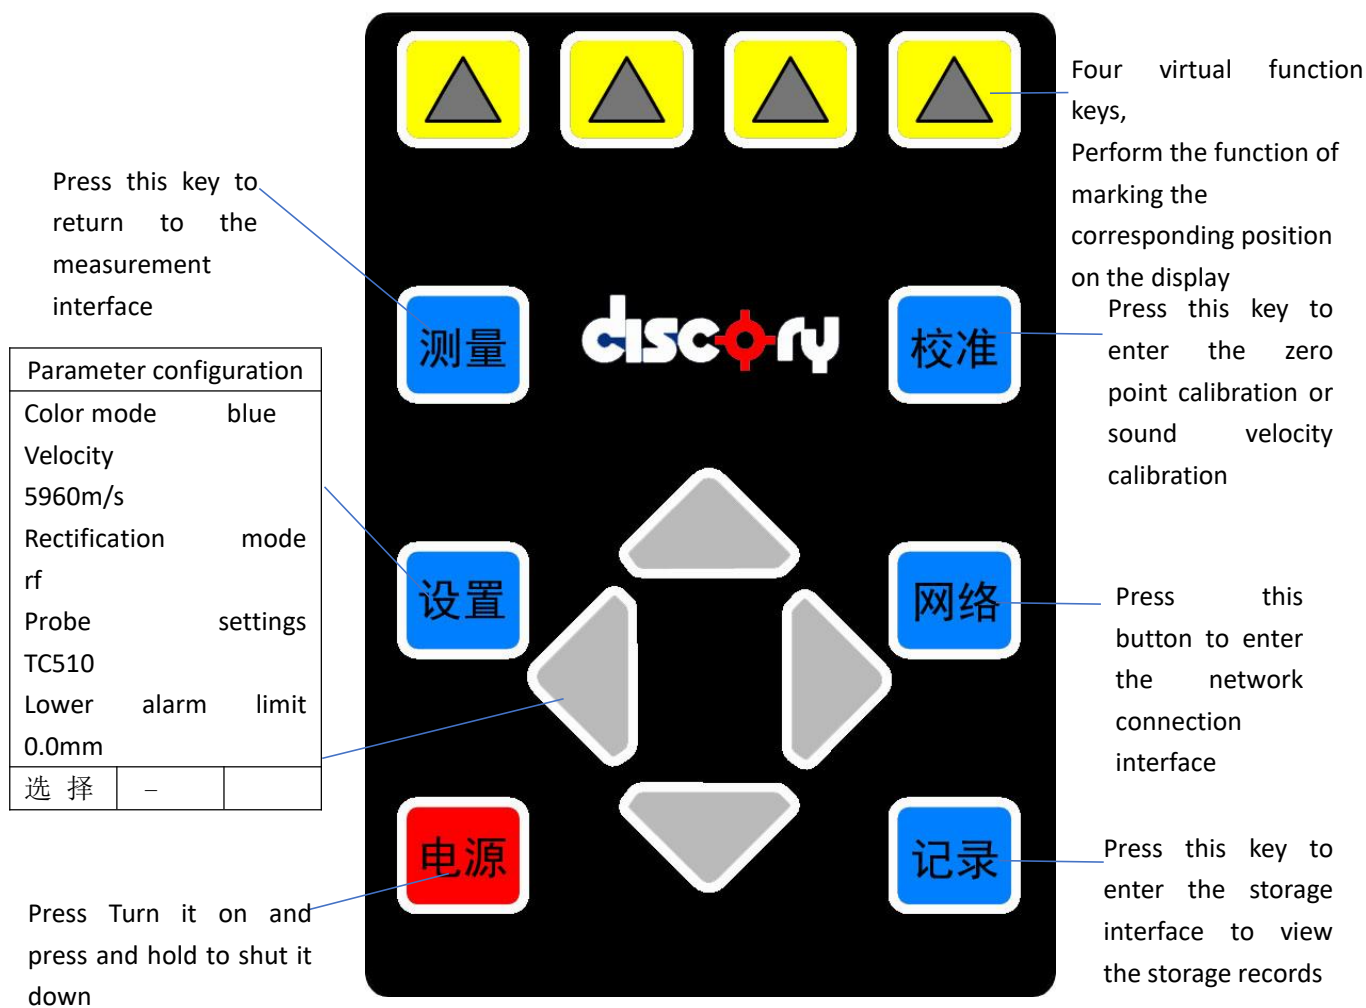 Four virtual function
keys,
Perform the function of
marking the
corresponding position
on the display
Press this key to
return to the
measurement
interface
测量
discory
校准
Press this key to
enter the zero
point calibration or
sound velocity
calibration
Parameter configuration
Color mode blue
Velocity
5960m/s
Rectification mode
rf
Probe settings
TC510
Lower alarm limit
0.0mm
选 择 –
设置
网络
Press this
button to enter
the network
connection
interface
电源
记录
Press Turn it on and
press and hold to shut it
down
Press this key to
enter the storage
interface to view
the storage records